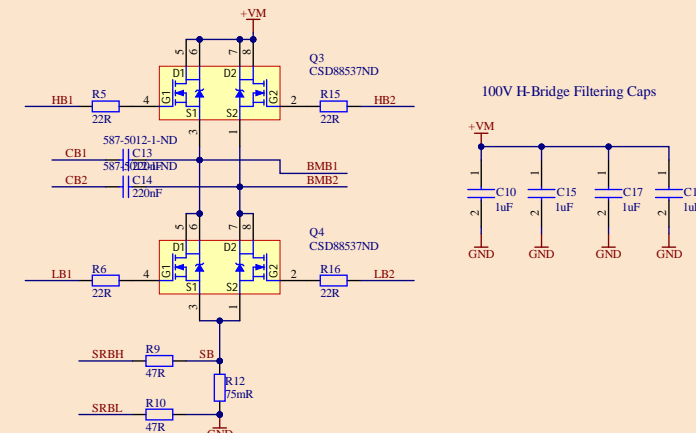 +VM
5
6
7
8
Q3
CSD88537ND
D1
D2
G1
G2
S1
S2
HB1
R5
22R
4
2
R15
22R
HB2
3
1
587-5012-1-ND
CB1
C13
BMB1
CB2
C14
220nF
BMB2
5
6
7
8
Q4
CSD88537ND
D1
D2
G1
G2
S1
S2
LB1
R6
22R
4
2
R16
22R
LB2
3
1
SRBH
R9
47R
SB
R12
75mR
SRBL
R10
47R
GND
100V H-Bridge Filtering Caps
+VM
1
1
1
1
C10
1uF
C15
1uF
C17
1uF
2
2
2
2
GND
GND
GND
GND